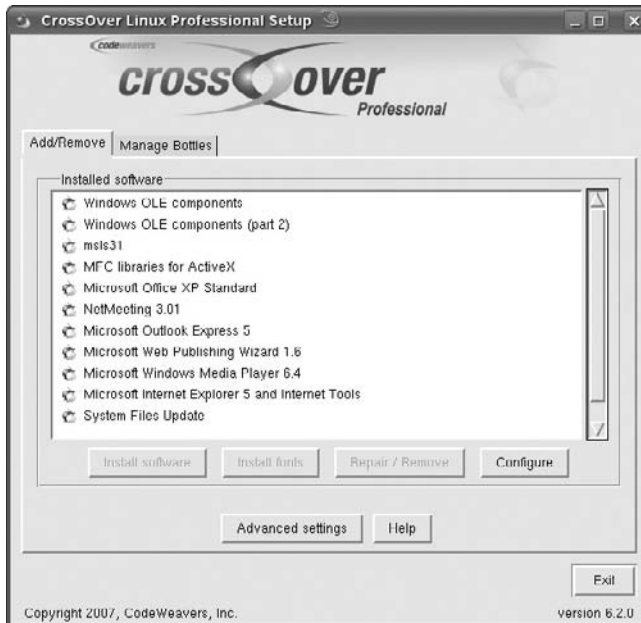 CrossOver Linux Professional Setup
codeweavers
crossover
Professional
Add/Remove
Manage Bottles
Installed software
Windows OLE components
Windows OLE components (part 2)
msls31
MFC libraries for ActiveX
Microsoft Office XP Standard
NetMeeting 3.01
Microsoft Outlook Express 5
Microsoft Web Publishing Wizard 1.6
Microsoft Windows Media Player 6.4
Microsoft Internet Explorer 5 and Internet Tools
System Files Update
Install software Install fonts Repair / Remove Configure
Advanced settings Help
Exit
Copyright 2007, CodeWeavers, Inc. version 6.2.0